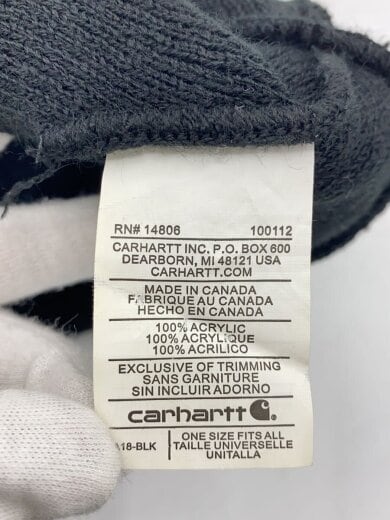 RN# 14806 100112
CARHARTT INC. P.O. BOX 600
DEARBORN, MI 48121 USA
CARHARTT.COM
MADE IN CANADA
FABRIQUE AU CANADA
HECHO EN CANADA
100% ACRYLIC
100% ACRYLIQUE
100% ACRILICO
EXCLUSIVE OF TRIMMING
SANS GARNITURE
SIN INCLUIR ADORNO
carhartt
A18-BLK
ONE SIZE FITS ALL
TAILLE UNIVERSELLE
UNITALLA